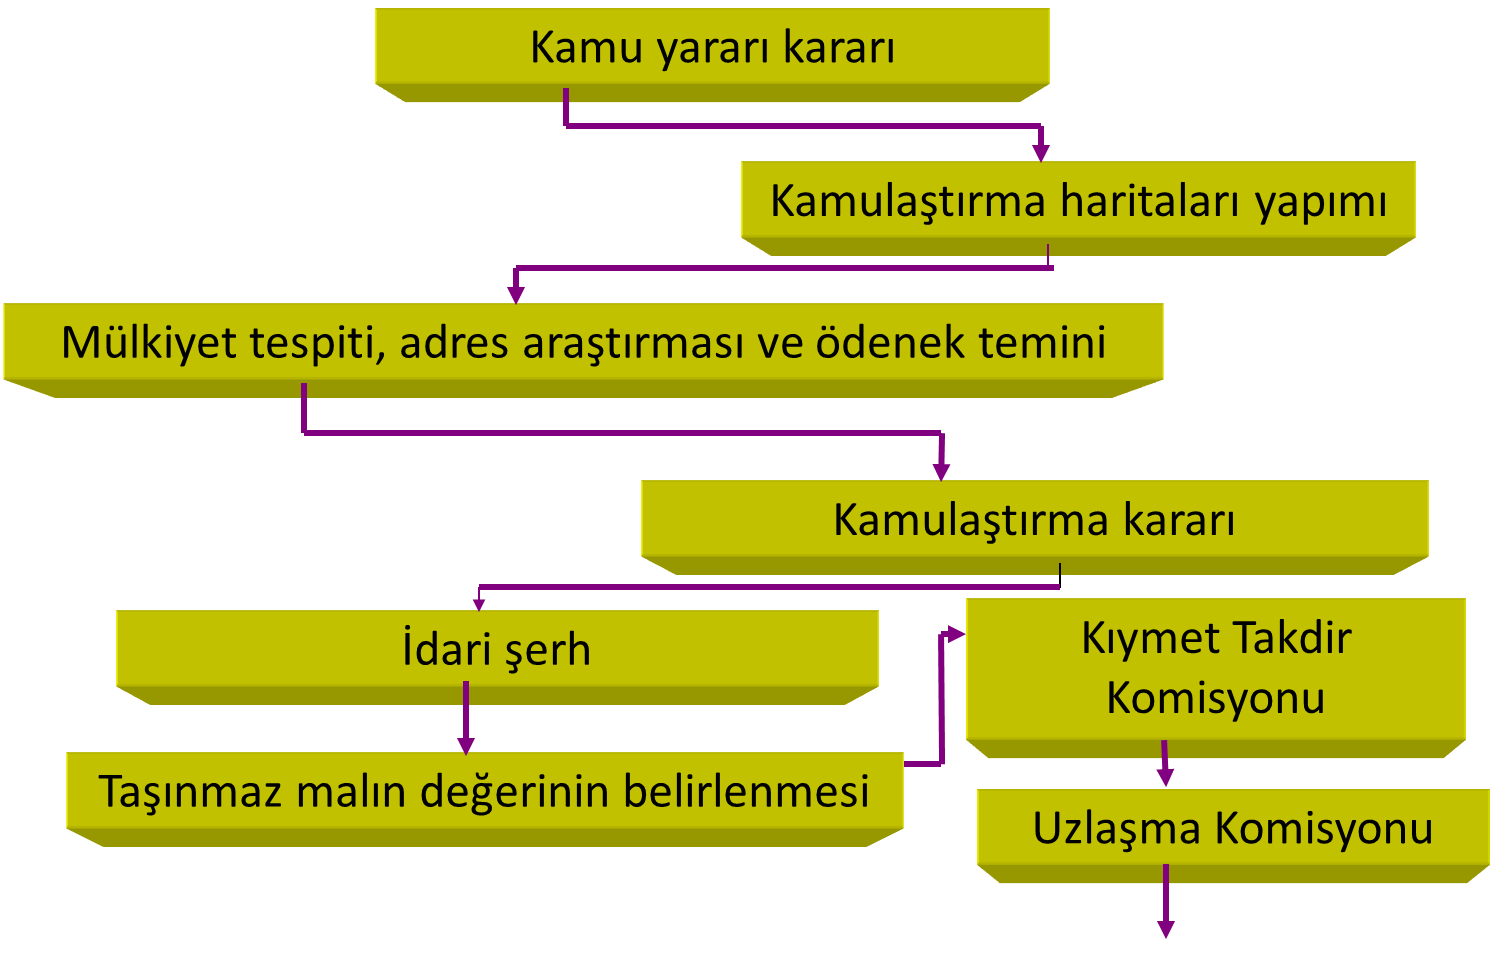 Kamu yararı kararı
Kamulaştırma haritaları yapımı
Mülkiyet tespiti, adres araştırması ve ödenek temini
Kamulaştırma kararı
İdari şerh
Taşınmaz malın değerinin belirlenmesi
Kıymet Takdir
Komisyonu
Uzlaşma Komisyonu